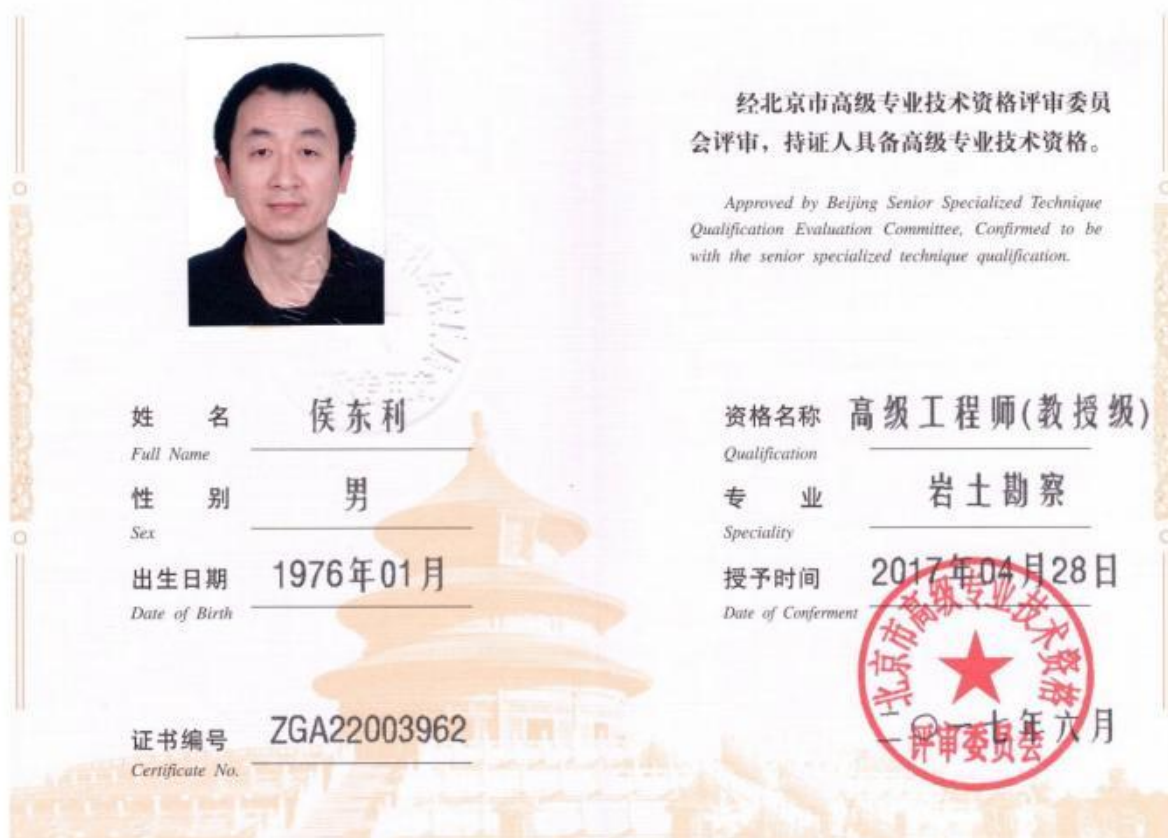 经北京市高级专业技术资格评审委员
会评审，持证人具备高级专业技术资格。
Approved by Beijing Senior Specialized Technique
Qualification Evaluation Committee, Confirmed to be
with the senior specialized technique qualification.
姓 名 侯东利
Full Name
性 别 男
Sex
出生日期 1976年01月
Date of Birth
证书编号 ZGA22003962
Certificate No.
资格名称 高级工程师(教授级)
Qualification
专 业 岩土勘察
Speciality
授予时间 2017年04月28日
Date of Conferment
北京市高级专业技术资格
评审委员会
二〇一七年六月